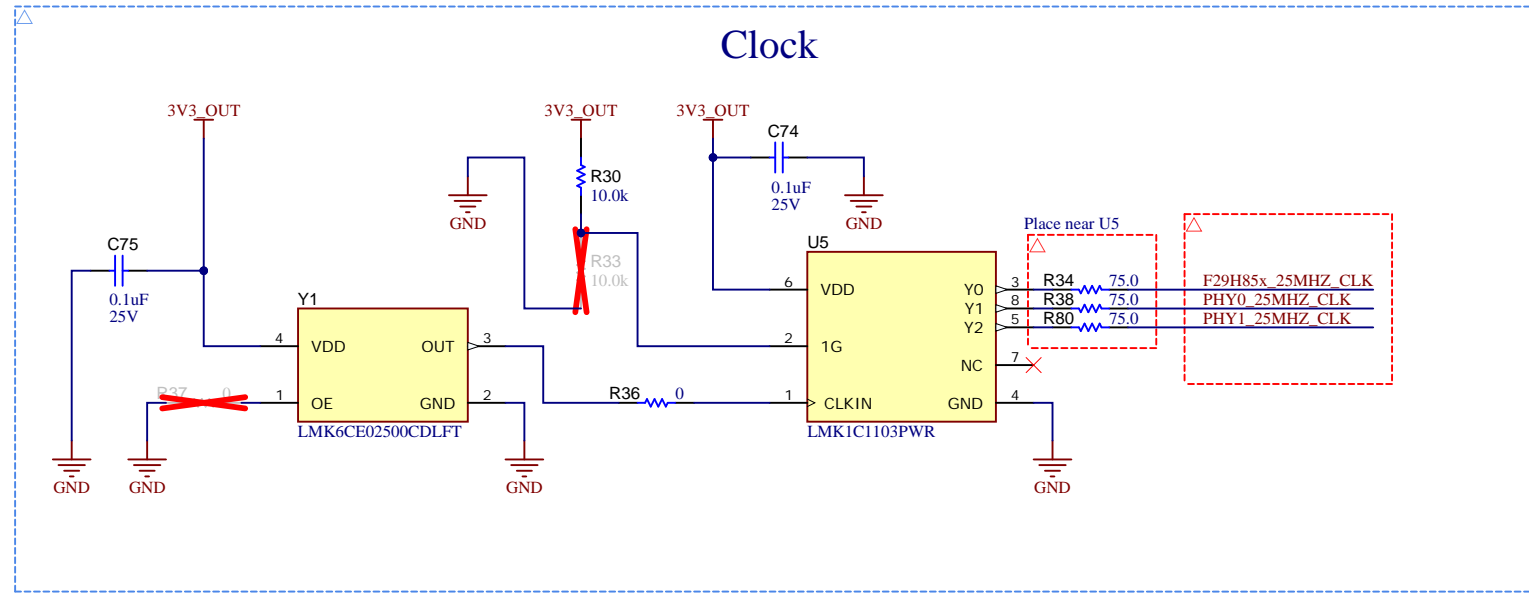 Clock
3V3_OUT
3V3_OUT
3V3_OUT
C74
0.1uF
25V
GND
R30
10.0k
GND
R33
10.0k
C75
0.1uF
25V
Place near U5
U5
6 VDD
2 1G
1 CLKIN
Y0 3
Y1 8
Y2 5
NC 7
GND 4
LMK1C1103PWR
R34 75.0 F29H85x_25MHZ_CLK
R38 75.0 PHY0_25MHZ_CLK
R80 75.0 PHY1_25MHZ_CLK
Y1
4 VDD OUT 3
1 OE GND 2
LMK6CE02500CDLFT
R37 0
R36 0
GND
GND
GND
GND